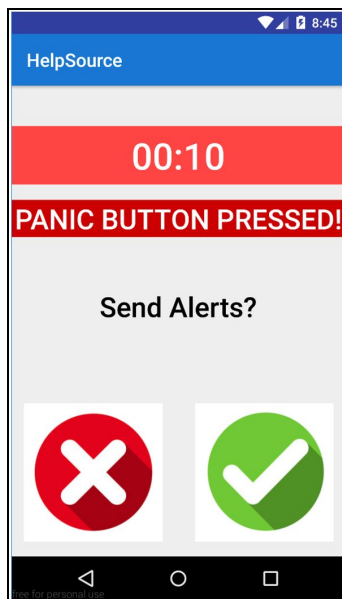 8:45
HelpSource
00:10
PANIC BUTTON PRESSED!
Send Alerts?
free for personal use